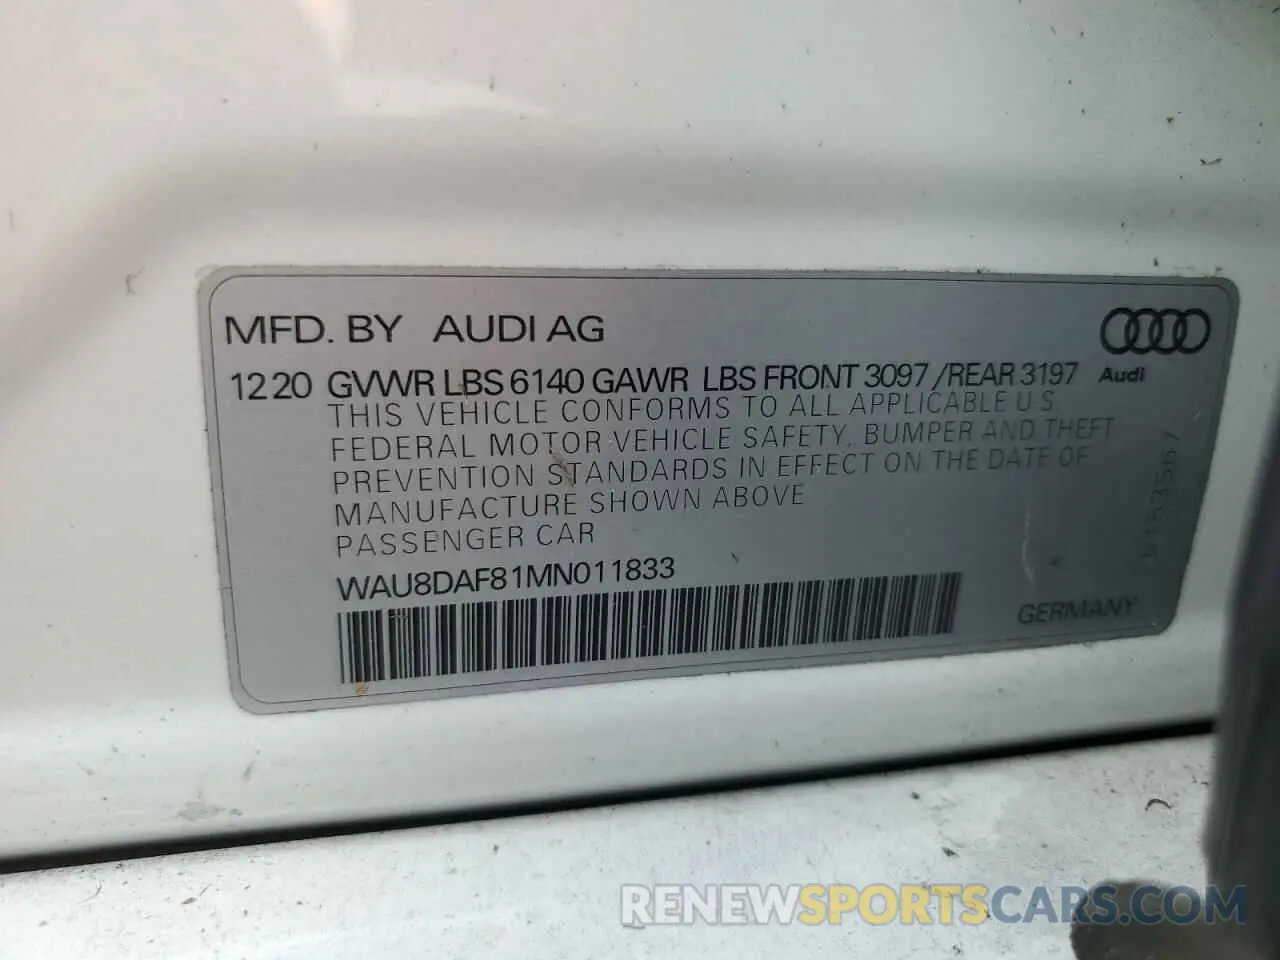 MFD. BY AUDI AG
12 20 GVWR LBS 6140 GAWR LBS FRONT 3097 /REAR 3197
Audi
THIS VEHICLE CONFORMS TO ALL APPLICABLE U S
FEDERAL MOTOR VEHICLE SAFETY, BUMPER AND THEFT
PREVENTION STANDARDS IN EFFECT ON THE DATE OF
MANUFACTURE SHOWN ABOVE
PASSENGER CAR
WAU8DAF81MN011833
GERMANY
RENEWSPORTSCARS.COM